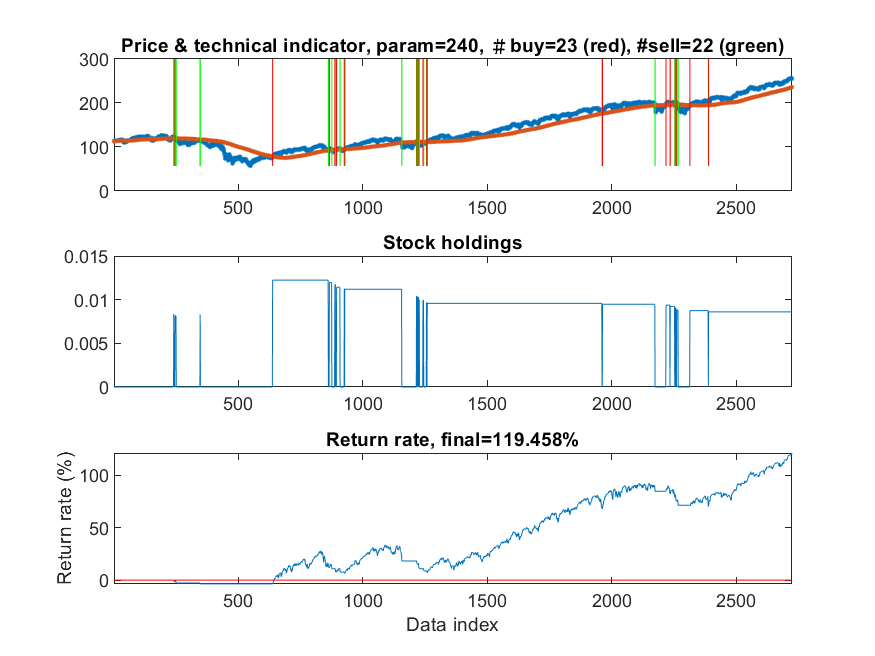 Price & technical indicator, param=240, # buy=23 (red), #sell=22 (green)
300
200
100
0
500 1000 1500 2000 2500
Stock holdings
0.015
0.01
0.005
0
500 1000 1500 2000 2500
Return rate, final=119.458%
Return rate (%)
100
50
0
500 1000 1500 2000 2500
Data index